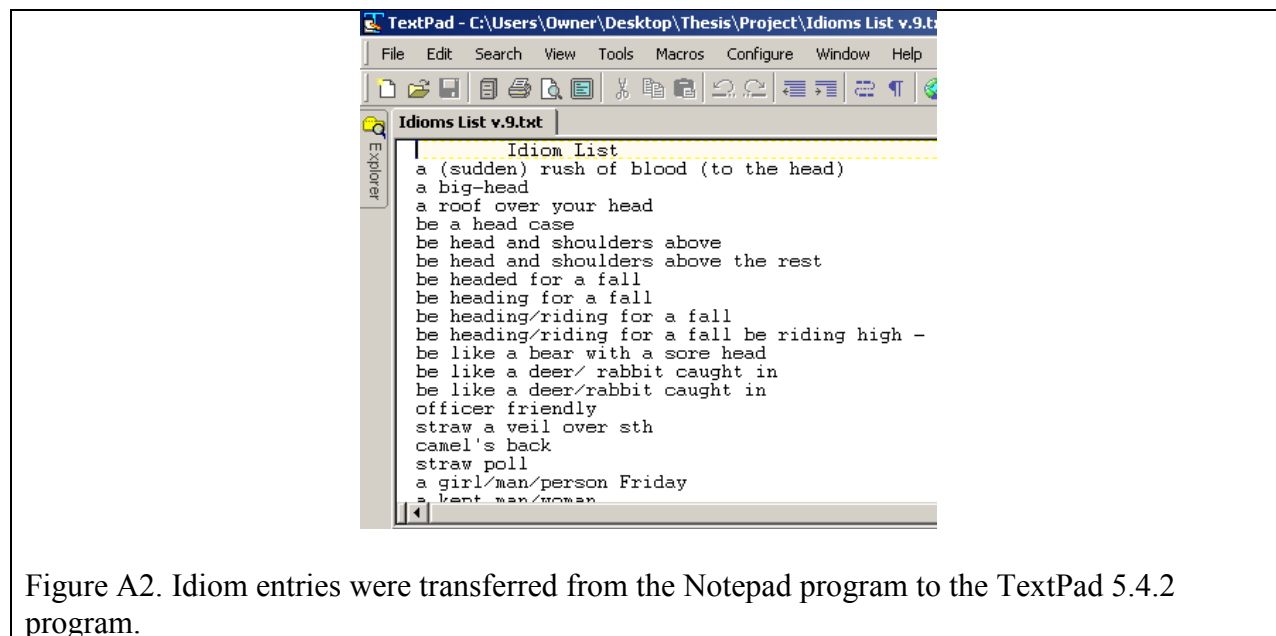 TextPad - C:\Users\Owner\Desktop\Thesis\Project\Idioms List v.9.t
File Edit Search View Tools Macros Configure Window Help
Idioms List v.9.txt
Explorer
Idiom List
a (sudden) rush of blood (to the head)
a big-head
a roof over your head
be a head case
be head and shoulders above
be head and shoulders above the rest
be headed for a fall
be heading for a fall
be heading/riding for a fall
be heading/riding for a fall be riding high -
be like a bear with a sore head
be like a deer/ rabbit caught in
be like a deer/rabbit caught in
officer friendly
straw a veil over sth
camel's back
straw poll
a girl/man/person Friday
a kept man/woman
Figure A2. Idiom entries were transferred from the Notepad program to the TextPad 5.4.2
program.